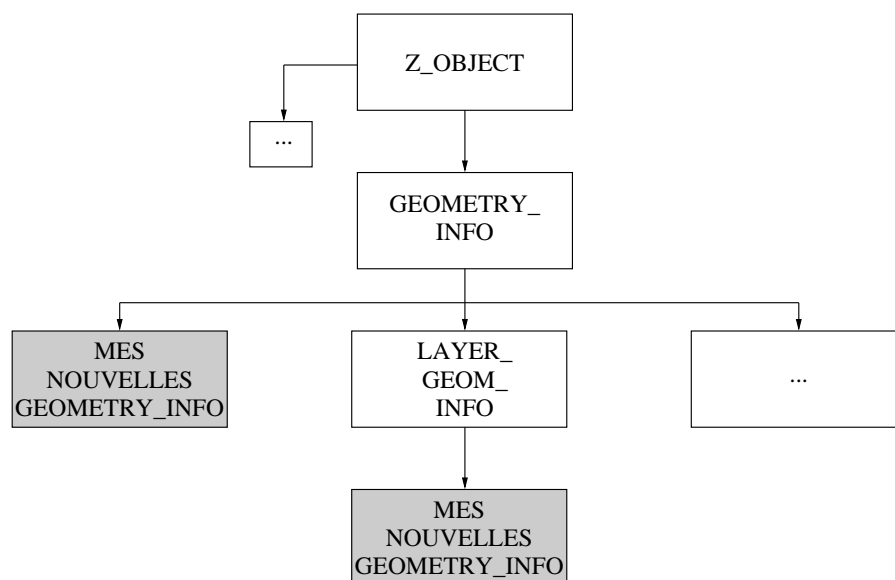 Z_OBJECT
...
GEOMETRY_
INFO
MES
NOUVELLES
GEOMETRY_INFO
LAYER_
GEOM_
INFO
...
MES
NOUVELLES
GEOMETRY_INFO